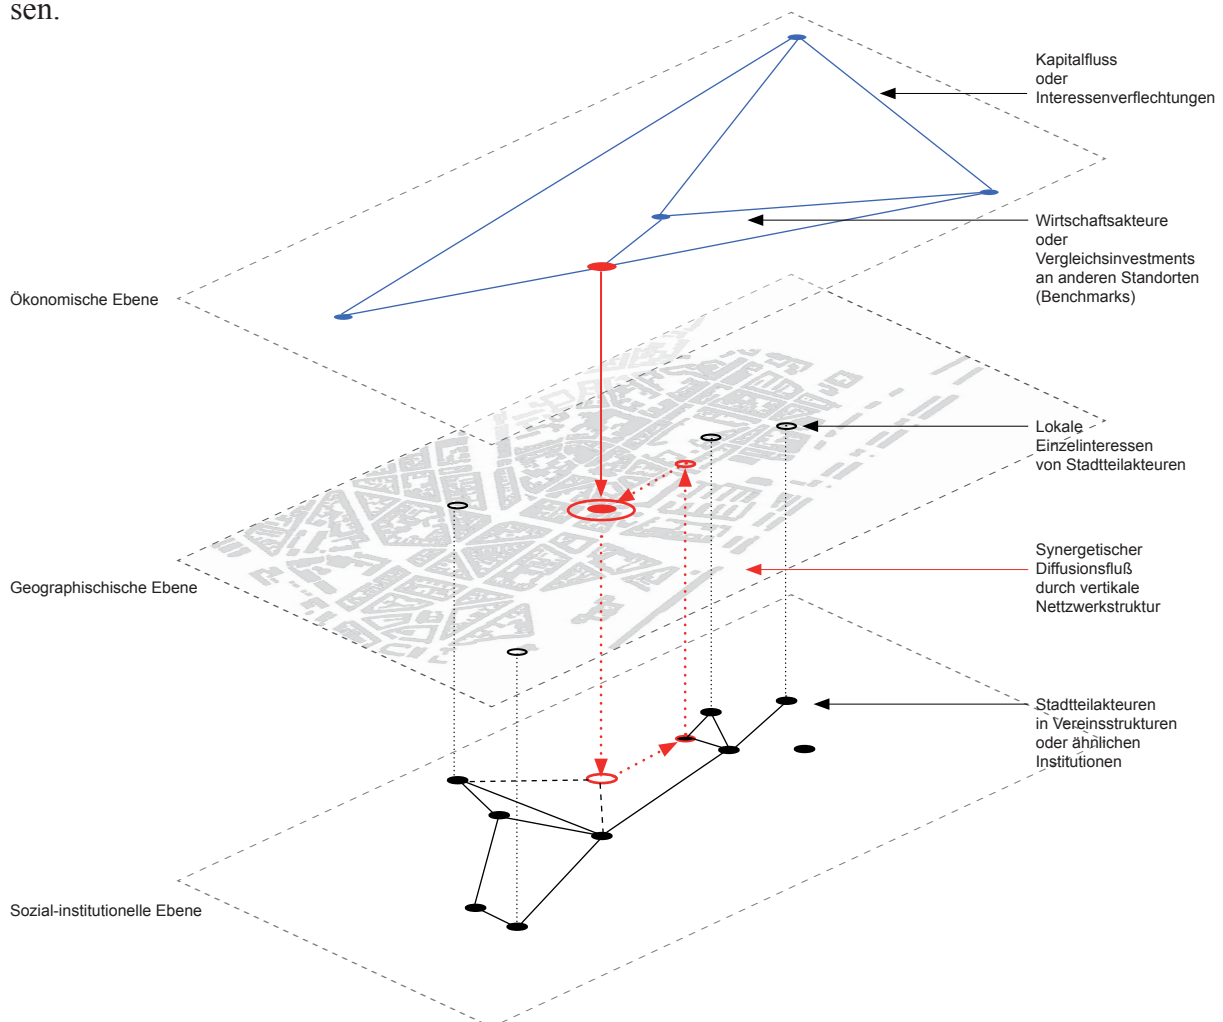 sen.
Kapitalfluss
oder
Interessenverflechtungen
Wirtschaftsakteure
oder
Vergleichsinvestments
an anderen Standorten
(Benchmarks)
Ökonomische Ebene
Lokale
Einzelinteressen
von Stadtteilakteuren
Synergetischer
Diffusionsfluß
durch vertikale
Nettzwerkstruktur
Geographischische Ebene
Stadtteilakteuren
in Vereinsstrukturen
oder ähnlichen
Institutionen
Sozial-institutionelle Ebene